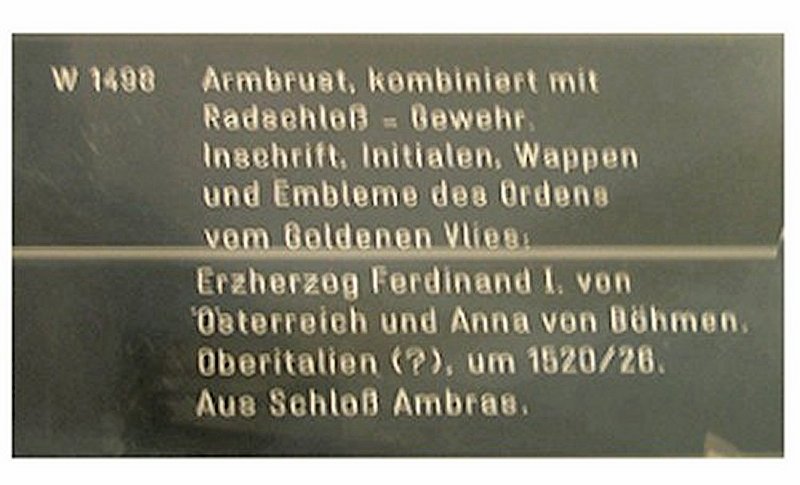 W 1498 Armbrust, kombiniert mit
Radschloß = Gewehr.
Inschrift, Initialen, Wappen
und Embleme des Ordens
vom Goldenen Vlies:
Erzherzog Ferdinand I. von
Österreich und Anna von Böhmen.
Oberitalien (?), um 1520/26.
Aus Schloß Ambras.